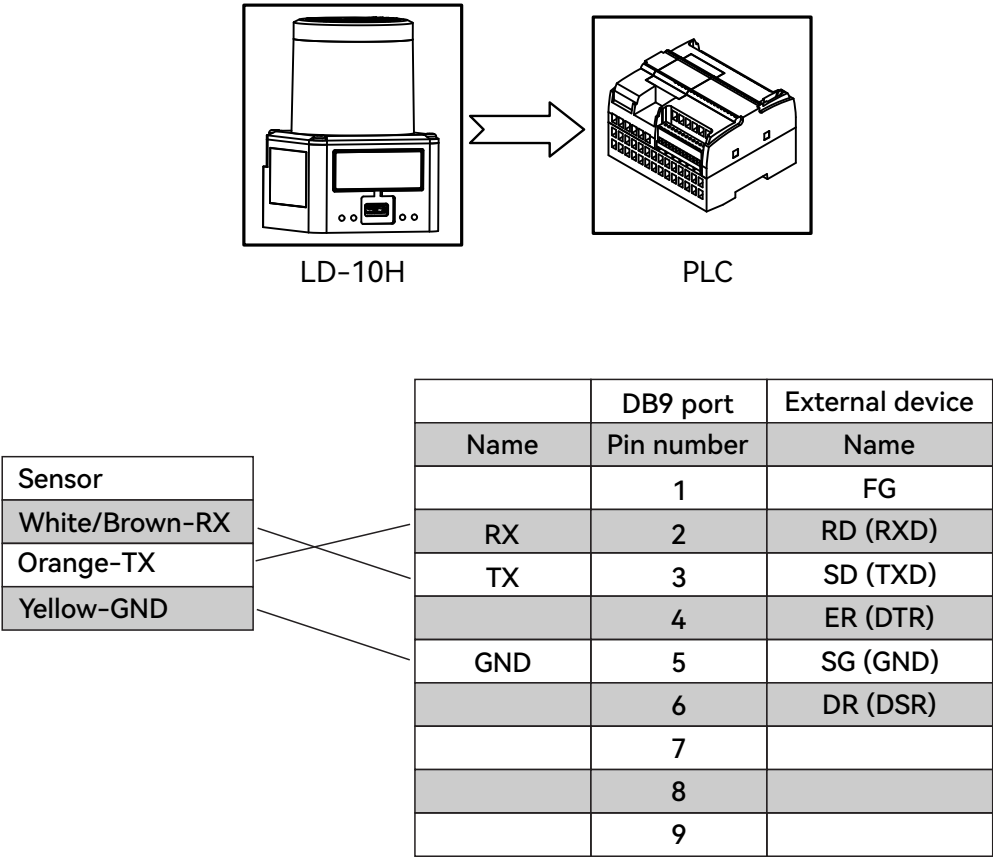 LD-10H
PLC
DB9 port External device
Name Pin number Name
Sensor
White/Brown-RX
Orange-TX
Yellow-GND
1 FG
RX 2 RD (RXD)
TX 3 SD (TXD)
4 ER (DTR)
GND 5 SG (GND)
6 DR (DSR)
7
8
9